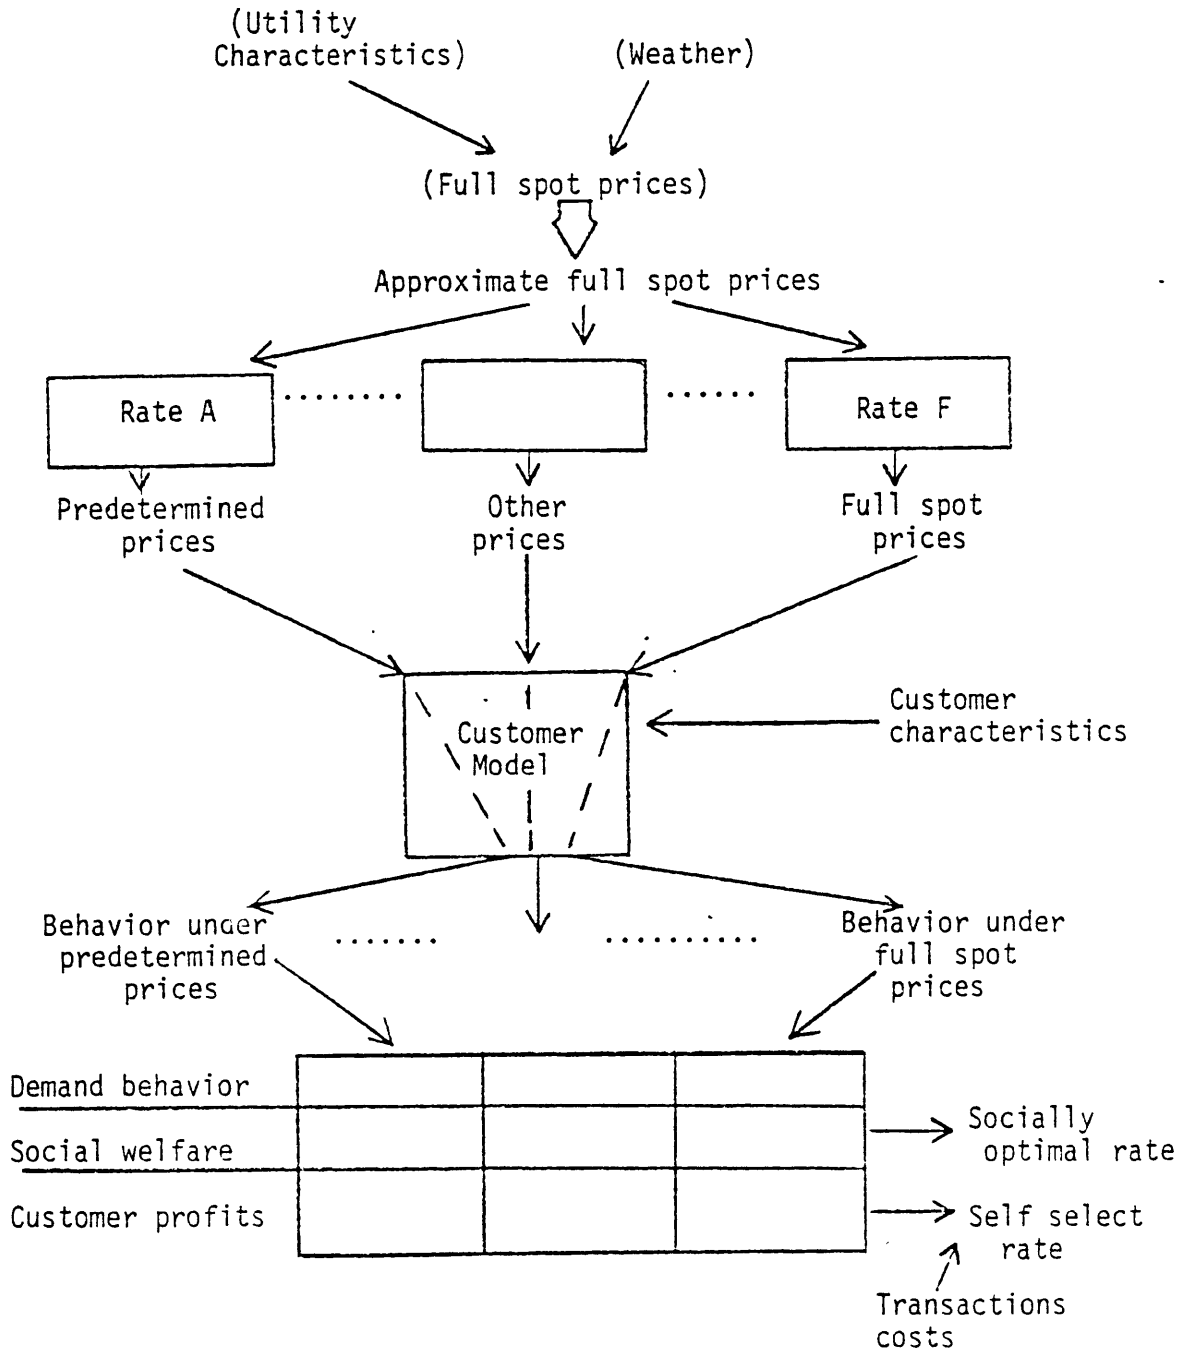 (Utility
Characteristics)
(Weather)
(Full spot prices)
Approximate full spot prices
Rate A
Rate F
Predetermined
prices
Other
prices
Full spot
prices
Customer
Model
Customer
characteristics
Behavior under
predetermined
prices
Behavior under
full spot
prices
Demand behavior
Social welfare
Customer profits
Socially
optimal rate
Self select
rate
Transactions
costs